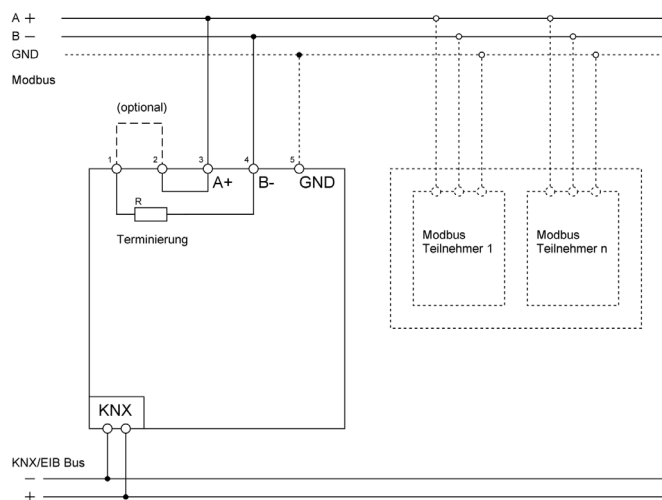 A +
B −
GND
Modbus
(optional)
1 2 3 4 5
A+ B- GND
R
Terminierung
Modbus
Teilnehmer 1
Modbus
Teilnehmer n
KNX
KNX/EIB Bus
−
+